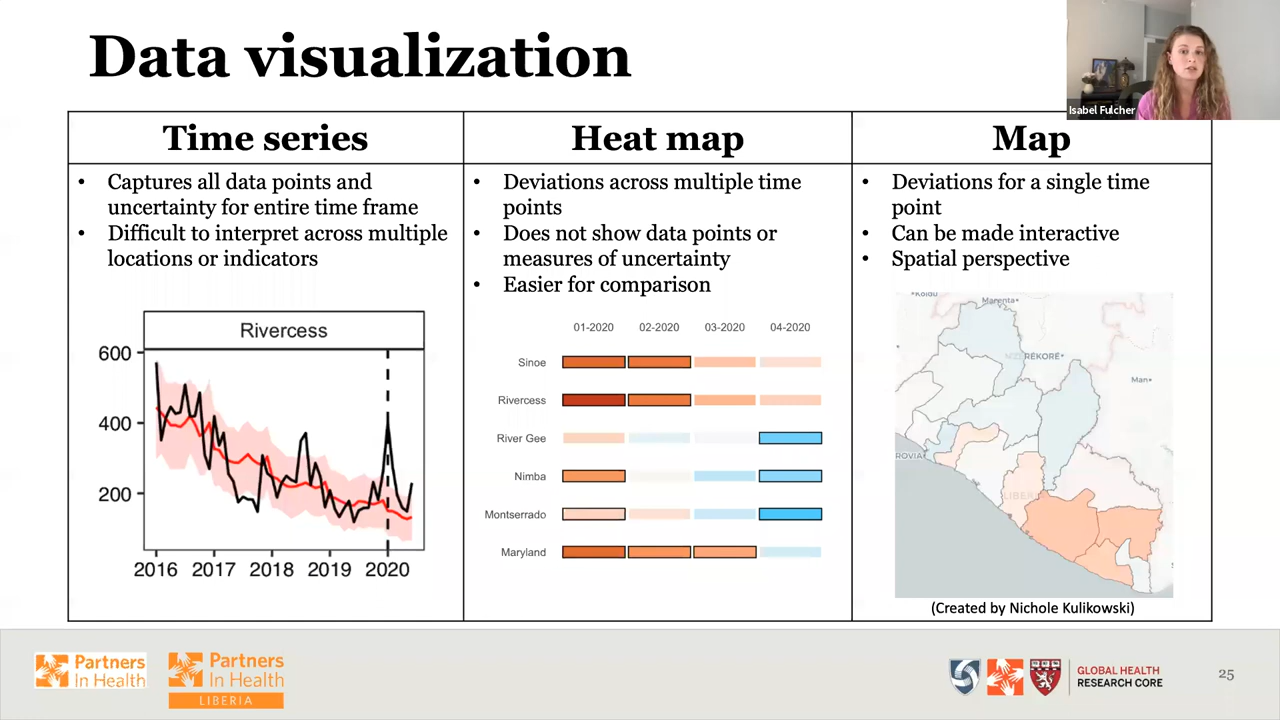 Data visualization
Isabel Fulcher
Time series
• Captures all data points and
uncertainty for entire time frame
• Difficult to interpret across multiple
locations or indicators
Rivercess
600
400
200
2016 2017 2018 2019 2020
Heat map
• Deviations across multiple time
points
• Does not show data points or
measures of uncertainty
• Easier for comparison
01-2020 02-2020 03-2020 04-2020
Sinoe
Rivercess
River Gee
Nimba
Montserrado
Maryland
Map
• Deviations for a single time
point
• Can be made interactive
• Spatial perspective
Koidu
Marenta
NZÉRÉKORÉ
Man
ROVIA
LIBERIA
(Created by Nichole Kulikowski)
Partners
In Health
Partners
In Health
LIBERIA
GLOBAL HEALTH
RESEARCH CORE
25